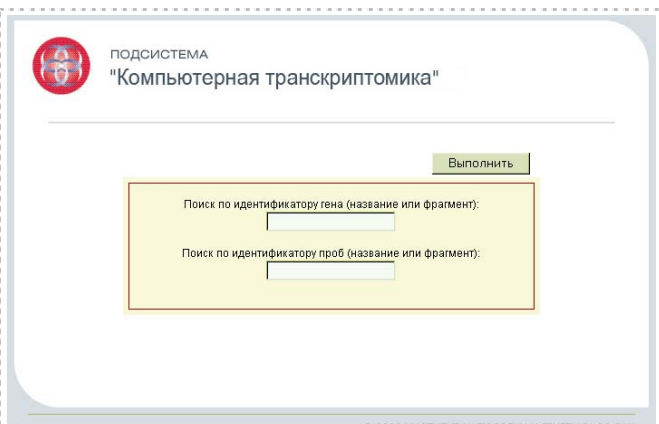 ПОДСИСТЕМА
"Компьютерная транскриптомика"
Выполнить
Поиск по идентификатору гена (название или фрагмент):
Поиск по идентификатору проб (название или фрагмент):